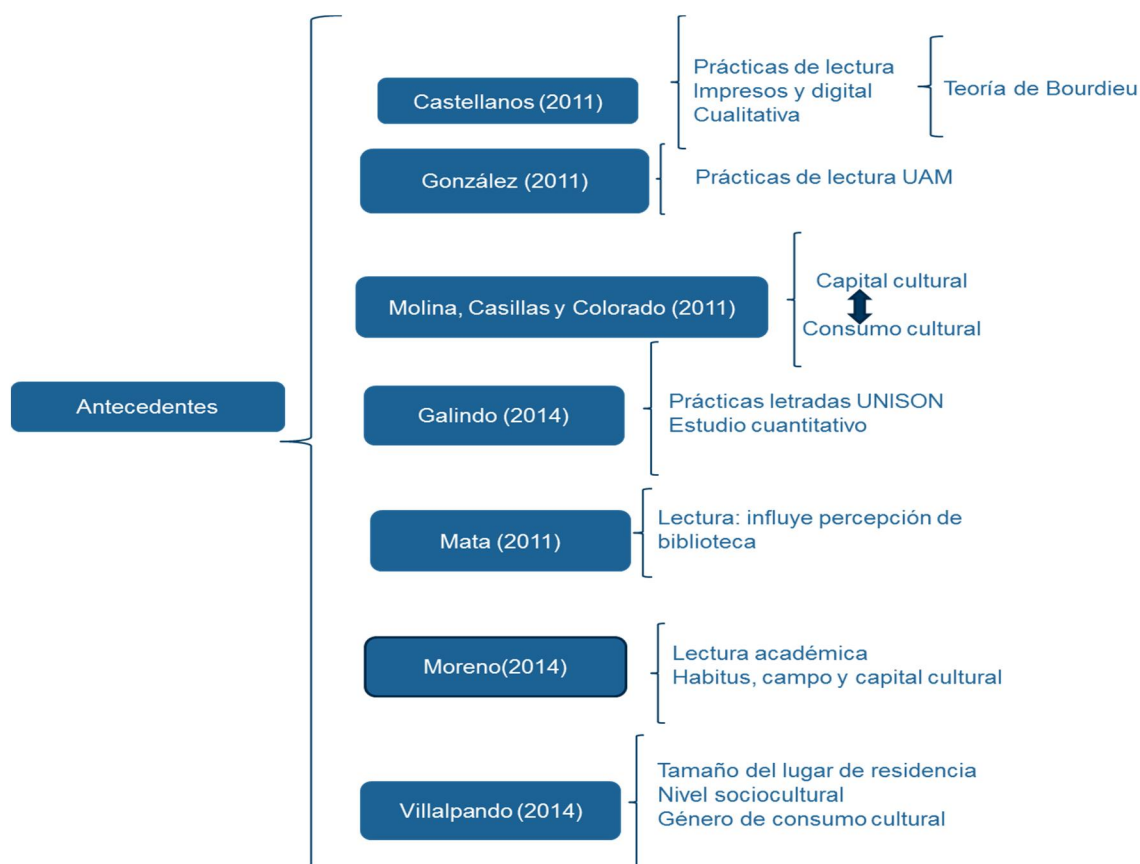 Antecedentes
Castellanos (2011)
Prácticas de lectura
Impresos y digital
Cualitativa
Teoría de Bourdieu
González (2011)
Prácticas de lectura UAM
Molina, Casillas y Colorado (2011)
Capital cultural
Consumo cultural
Galindo (2014)
Prácticas letradas UNISON
Estudio cuantitativo
Mata (2011)
Lectura: influye percepción de
biblioteca
Moreno(2014)
Lectura académica
Habitus, campo y capital cultural
Villalpando (2014)
Tamaño del lugar de residencia
Nivel sociocultural
Género de consumo cultural